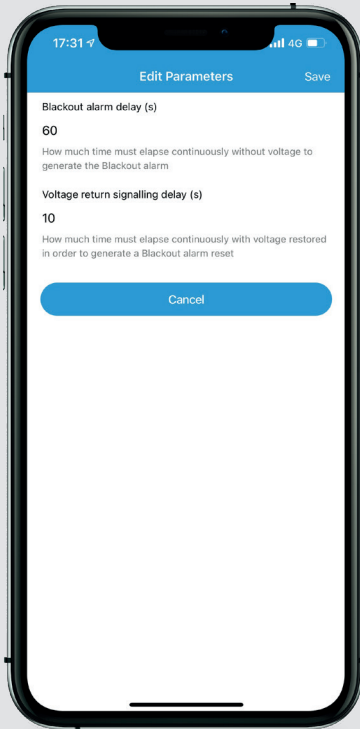 17:31 4G
Edit Parameters Save
Blackout alarm delay (s)
60
How much time must elapse continuously without voltage to
generate the Blackout alarm
Voltage return signalling delay (s)
10
How much time must elapse continuously with voltage restored
in order to generate a Blackout alarm reset
Cancel